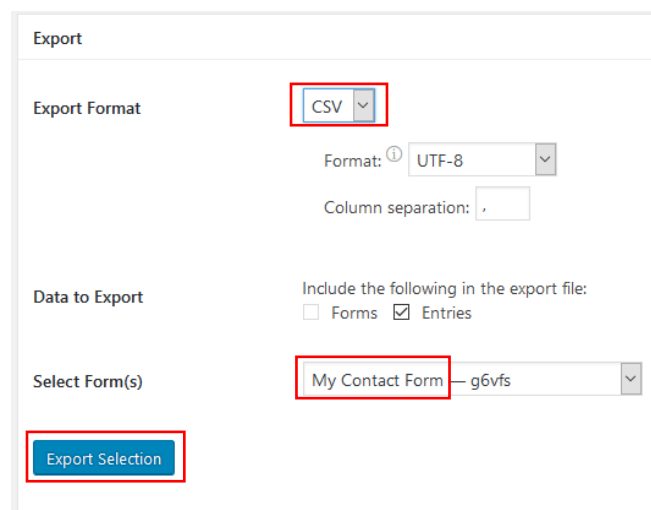 Export
Export Format CSV
Format: UTF-8
Column separation: ,
Include the following in the export file:
Data to Export
Forms Entries
Select Form(s) My Contact Form — g6vfs
Export Selection